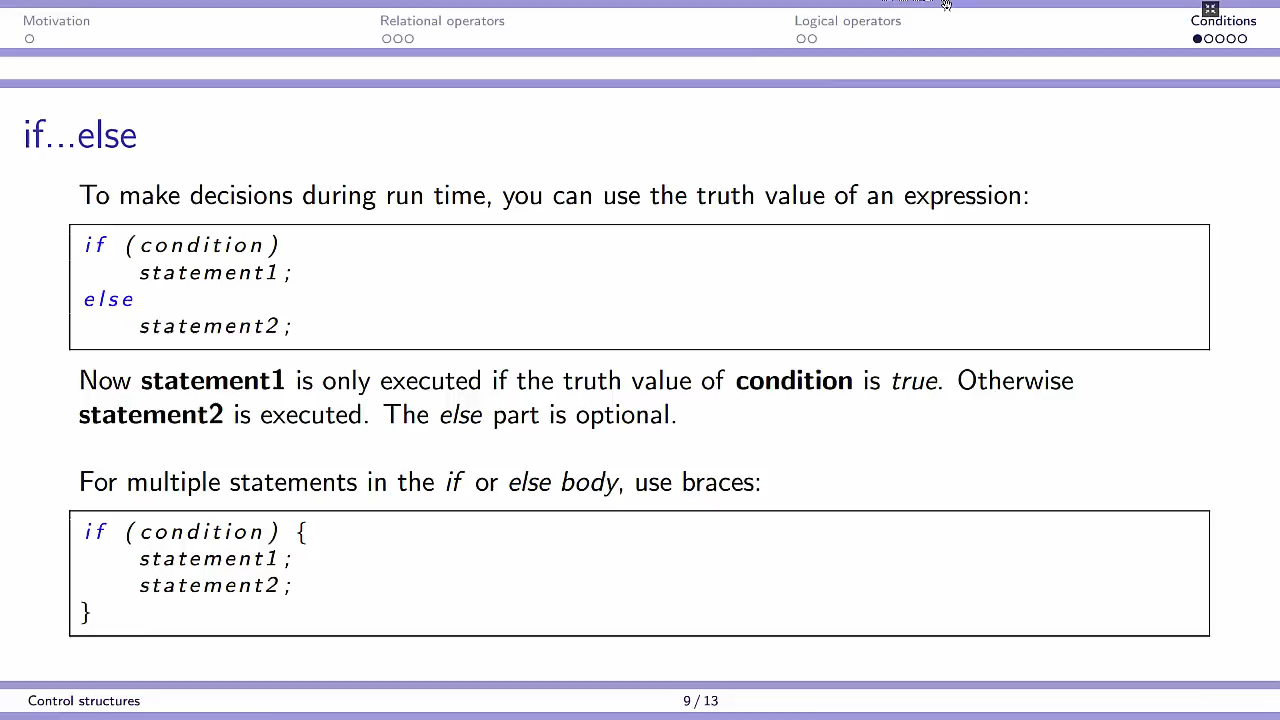 Motivation Relational operators Logical operators Conditions
if...else
To make decisions during run time, you can use the truth value of an expression:
if (condition)
statement1;
else
statement2;
Now statement1 is only executed if the truth value of condition is true. Otherwise
statement2 is executed. The else part is optional.
For multiple statements in the if or else body, use braces:
if (condition) {
statement1;
statement2;
}
Control structures 9 / 13